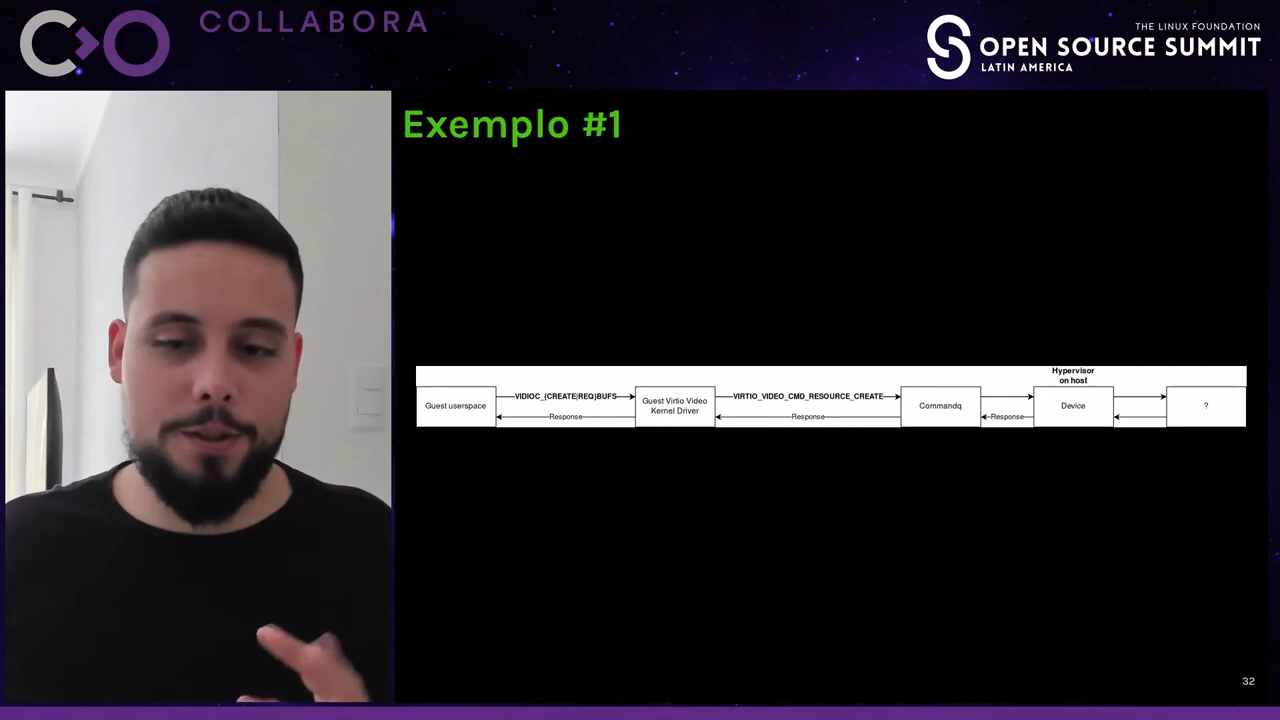 COLLABORA
THE LINUX FOUNDATION
OPEN SOURCE SUMMIT
LATIN AMERICA
Exemplo #1
Hypervisor
on host
Guest userspace
VIDIOC_(CREATE|REQ)BUFS
Response
Guest Virtio Video
Kernel Driver
VIRTIO_VIDEO_CMD_RESOURCE_CREATE
Response
Commandq
Response
Device
?
32